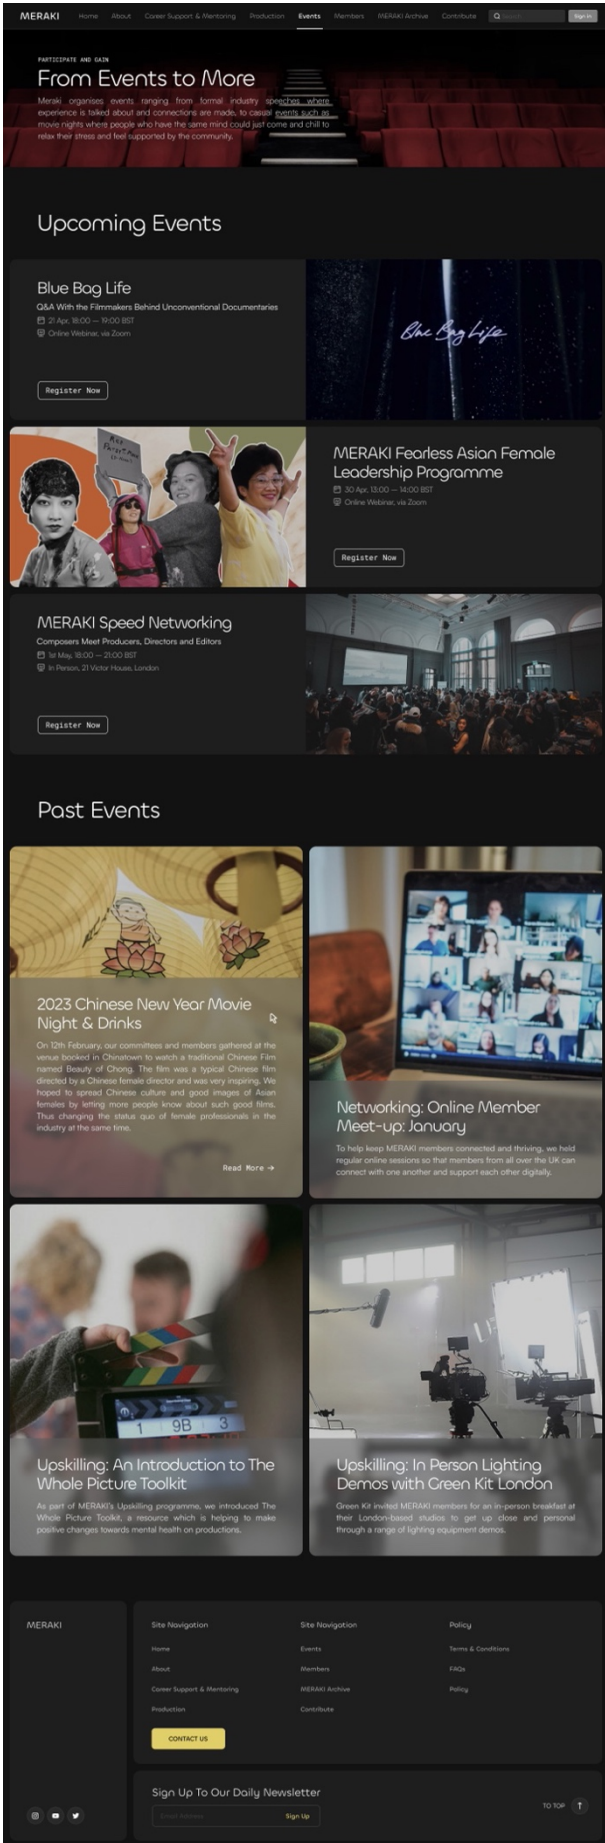 MERAKI
Home
About
Career Support & Mentoring
Production
Events
Members
MERAKI Archive
Contribute
Search
Sign In
PARTICIPATE AND GAIN
From Events to More
Meraki organises events ranging from formal industry speeches where
experience is talked about and connections are made, to casual events such as
movie nights where people who have the same mind could just come and chill to
relax their stress and feel supported by the community.
Upcoming Events
Blue Bag Life
Q&A With the Filmmakers Behind Unconventional Documentaries
21 Apr, 18:00 — 19:00 BST
Online Webinar, via Zoom
Register Now
Blue Bag Life
MERAKI Fearless Asian Female
Leadership Programme
30 Apr, 13:00 — 14:00 BST
Online Webinar, via Zoom
Register Now
MERAKI Speed Networking
Composers Meet Producers, Directors and Editors
1st May, 18:00 — 21:00 BST
In Person, 21 Victor House, London
Register Now
Past Events
2023 Chinese New Year Movie
Night & Drinks
On 12th February, our committees and members gathered at the
venue booked in Chinatown to watch a traditional Chinese Film
named Beauty of Chong. The film was a typical Chinese film
directed by a Chinese female director and was very inspiring. We
hoped to spread Chinese culture and good images of Asian
females by letting more people know about such good films.
Thus changing the status quo of female professionals in the
industry at the same time.
Read More →
Networking: Online Member
Meet-up: January
To help keep MERAKI members connected and thriving, we held
regular online sessions so that members from all over the UK can
connect with one another and support each other digitally.
1 9B 3
Upskilling: An Introduction to The
Whole Picture Toolkit
As part of MERAKI's Upskilling programme, we introduced The
Whole Picture Toolkit, a resource which is helping to make
positive changes towards mental health on productions.
Upskilling: In Person Lighting
Demos with Green Kit London
Green Kit invited MERAKI members for an in-person breakfast at
their London-based studios to get up close and personal
through a range of lighting equipment demos.
MERAKI
Site Navigation
Home
About
Career Support & Mentoring
Production
CONTACT US
Site Navigation
Events
Members
MERAKI Archive
Contribute
Policy
Terms & Conditions
FAQs
Policy
Sign Up To Our Daily Newsletter
Email Address
Sign Up
TO TOP